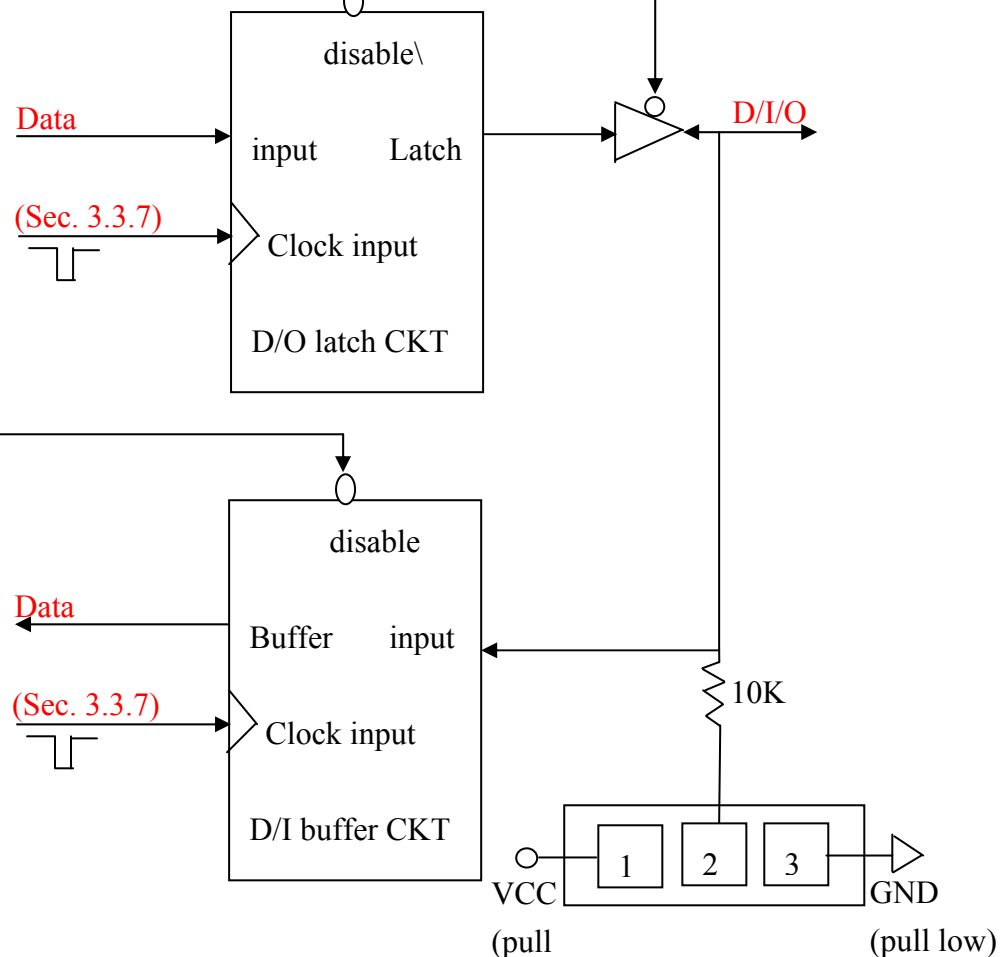 disable\
Data
D/I/O
input Latch
(Sec. 3.3.7)
Clock input
D/O latch CKT
disable
Data
Buffer input
(Sec. 3.3.7)
10K
Clock input
D/I buffer CKT
1 2 3
VCC GND
(pull (pull low)